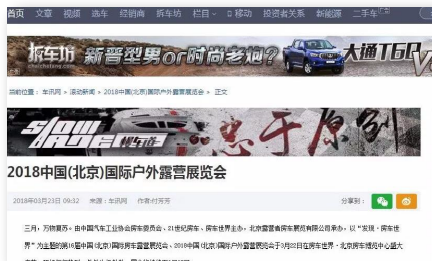 首页 文章 视频 选车 经销商 拆车坊 栏目 移动 投资者关系 新能源 二手车
拆车坊 新晋型男or时尚老炮? 大通T60
chaichefang.com
当前位置: 车讯网 > 滚动新闻 > 2018中国(北京)国际户外露营展览会 > 正文
慢车道 忠于原创
2018中国(北京)国际户外露营展览会
2018年03月23日 09:32 来源: 车讯网 作者:付芳芳 分享到:
三月，万物复苏。由中国汽车工业协会房车委员会、21世纪房车、房车世界主办，北京露营者房车展览有限公司承办，以“发现·房车世
界”为主题的第16届中国(北京)国际房车露营展览会、2018中国(北京)国际户外露营展览会于3月22日在房车世界·北京房车博览中心盛大